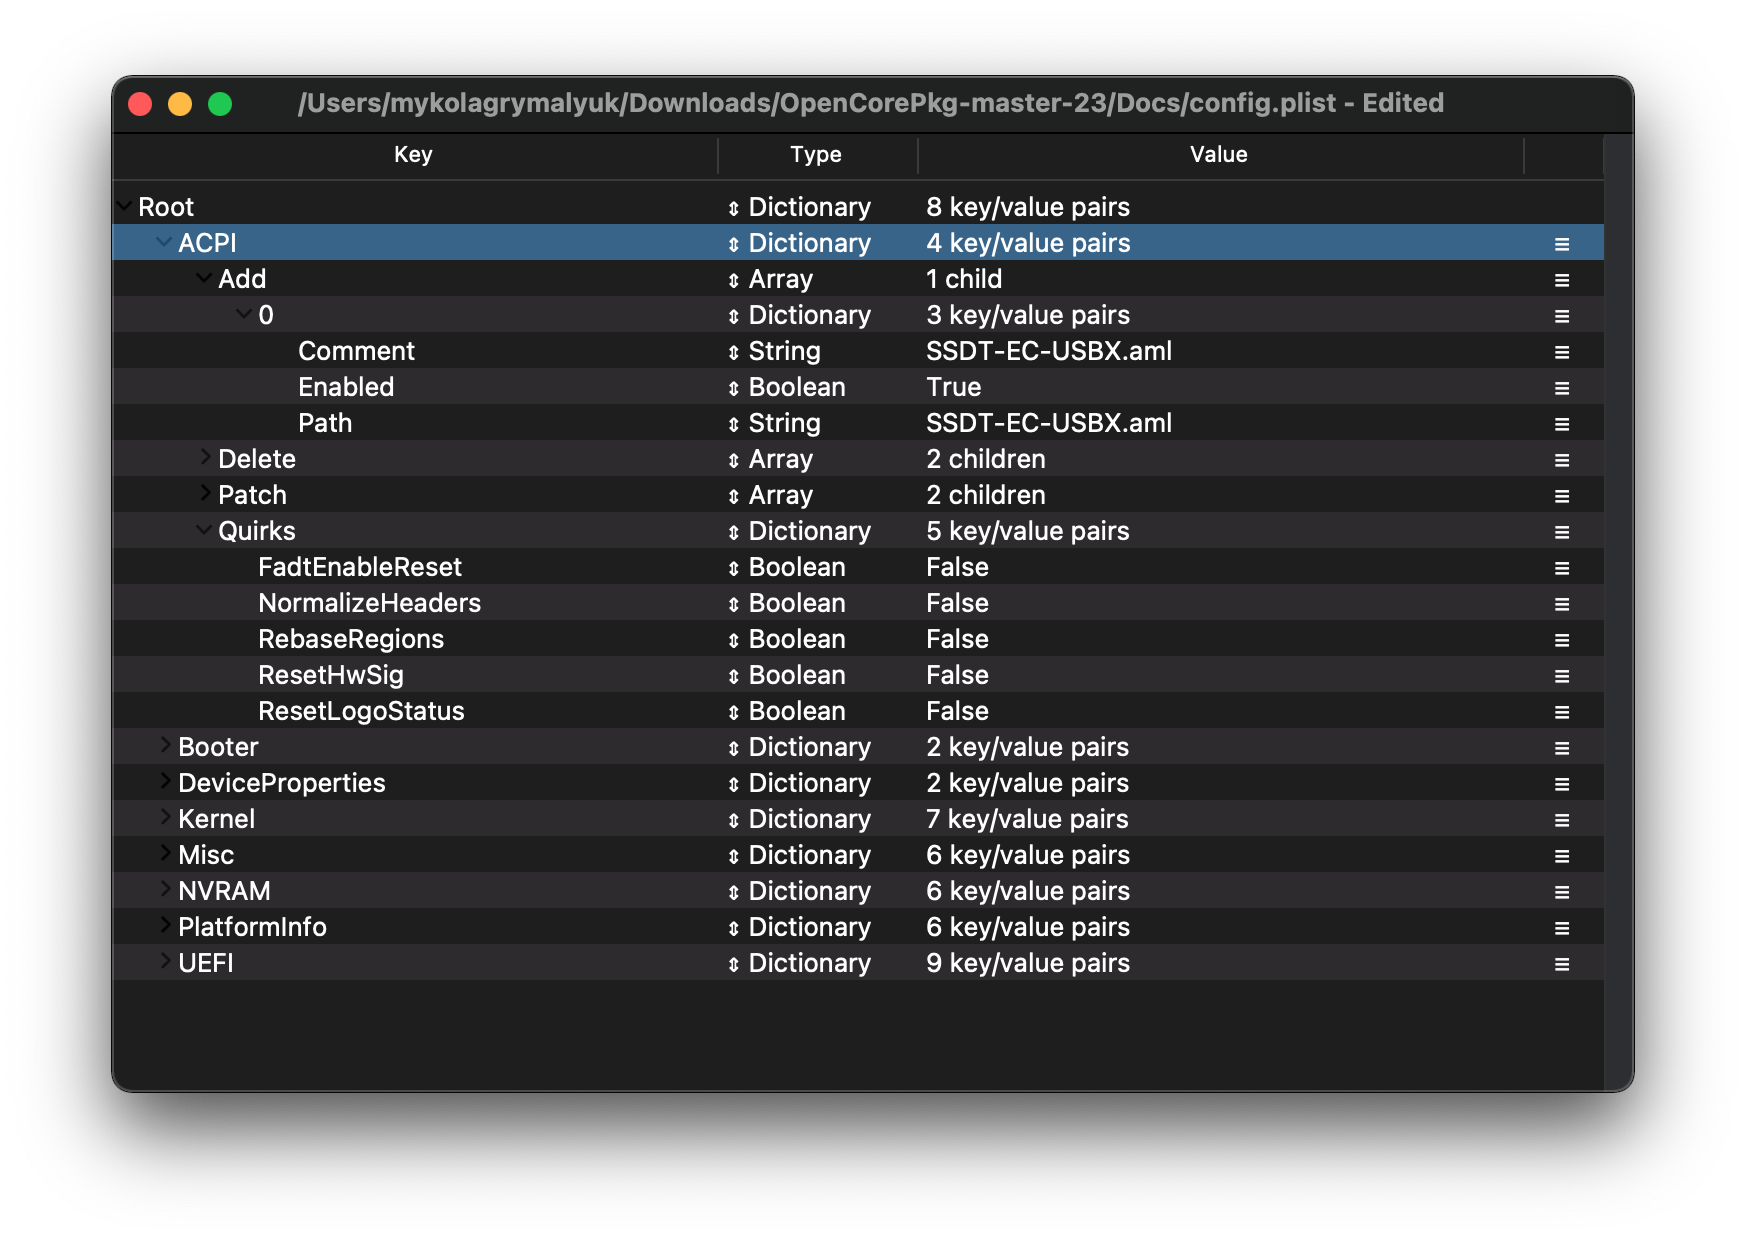 /Users/mykolagrymalyuk/Downloads/OpenCorePkg-master-23/Docs/config.plist - Edited
Key Type Value
Root Dictionary 8 key/value pairs
ACPI Dictionary 4 key/value pairs
Add Array 1 child
0 Dictionary 3 key/value pairs
Comment String SSDT-EC-USBX.aml
Enabled Boolean True
Path String SSDT-EC-USBX.aml
Delete Array 2 children
Patch Array 2 children
Quirks Dictionary 5 key/value pairs
FadtEnableReset Boolean False
NormalizeHeaders Boolean False
RebaseRegions Boolean False
ResetHwSig Boolean False
ResetLogoStatus Boolean False
Booter Dictionary 2 key/value pairs
DeviceProperties Dictionary 2 key/value pairs
Kernel Dictionary 7 key/value pairs
Misc Dictionary 6 key/value pairs
NVRAM Dictionary 6 key/value pairs
PlatformInfo Dictionary 6 key/value pairs
UEFI Dictionary 9 key/value pairs